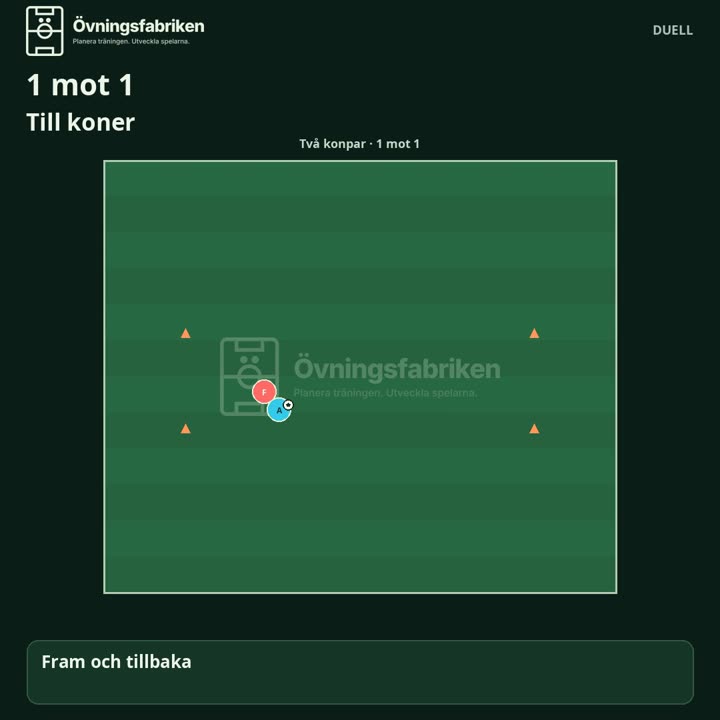 Övningsfabriken
Planera träningen. Utveckla spelarna.
DUELL
1 mot 1
Till koner
Två konpar · 1 mot 1
Övningsfabriken
Planera träningen. Utveckla spelarna.
F
A
Fram och tillbaka